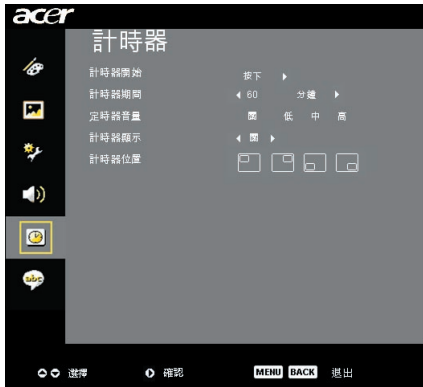 acer
計時器
計時器開始 按下
計時器期間 60 分鐘
定時器音量 關 低 中 高
計時器顯示 關
計時器位置
abc
選擇 確認 MENU BACK 退出